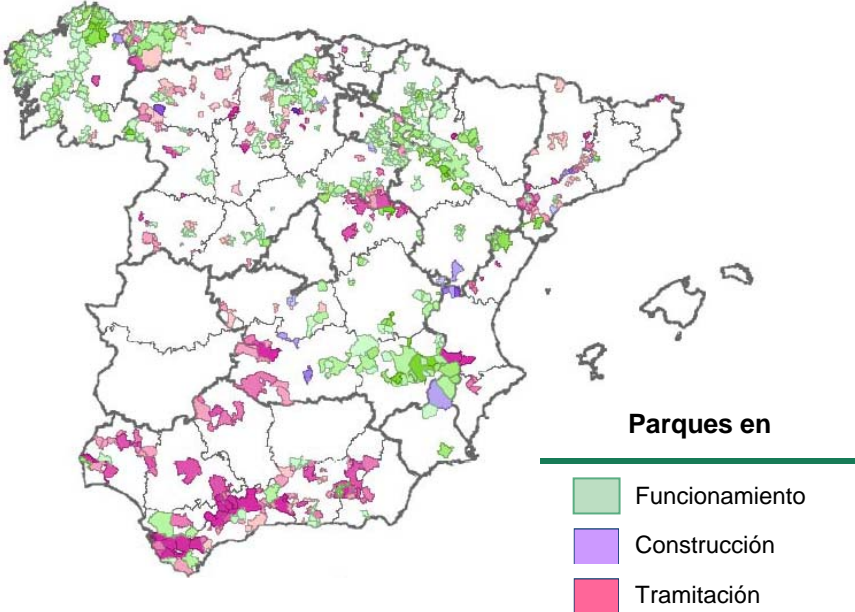 Parques en
Funcionamiento
Construcción
Tramitación